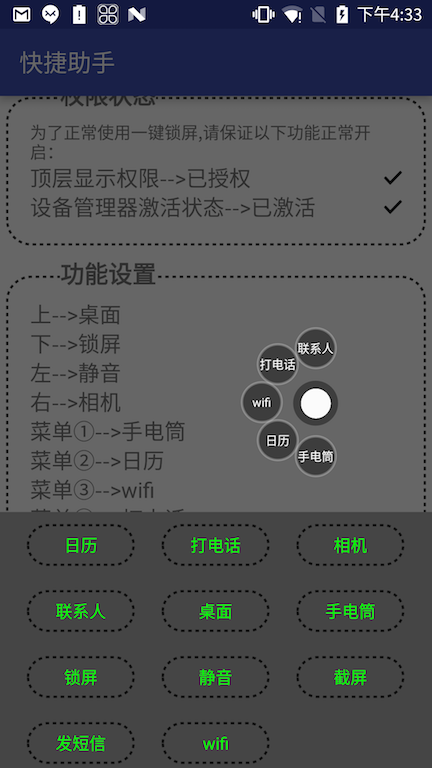 下午4:33
快捷助手
权限状态
为了正常使用一键锁屏,请保证以下功能正常开
启:
顶层显示权限-->已授权
设备管理器激活状态-->已激活
功能设置
上-->桌面
下-->锁屏
左-->静音
右-->相机
菜单①-->手电筒
菜单②-->日历
菜单③-->wifi
联系人
打电话
wifi
日历
手电筒
日历 打电话 相机
联系人 桌面 手电筒
锁屏 静音 截屏
发短信 wifi